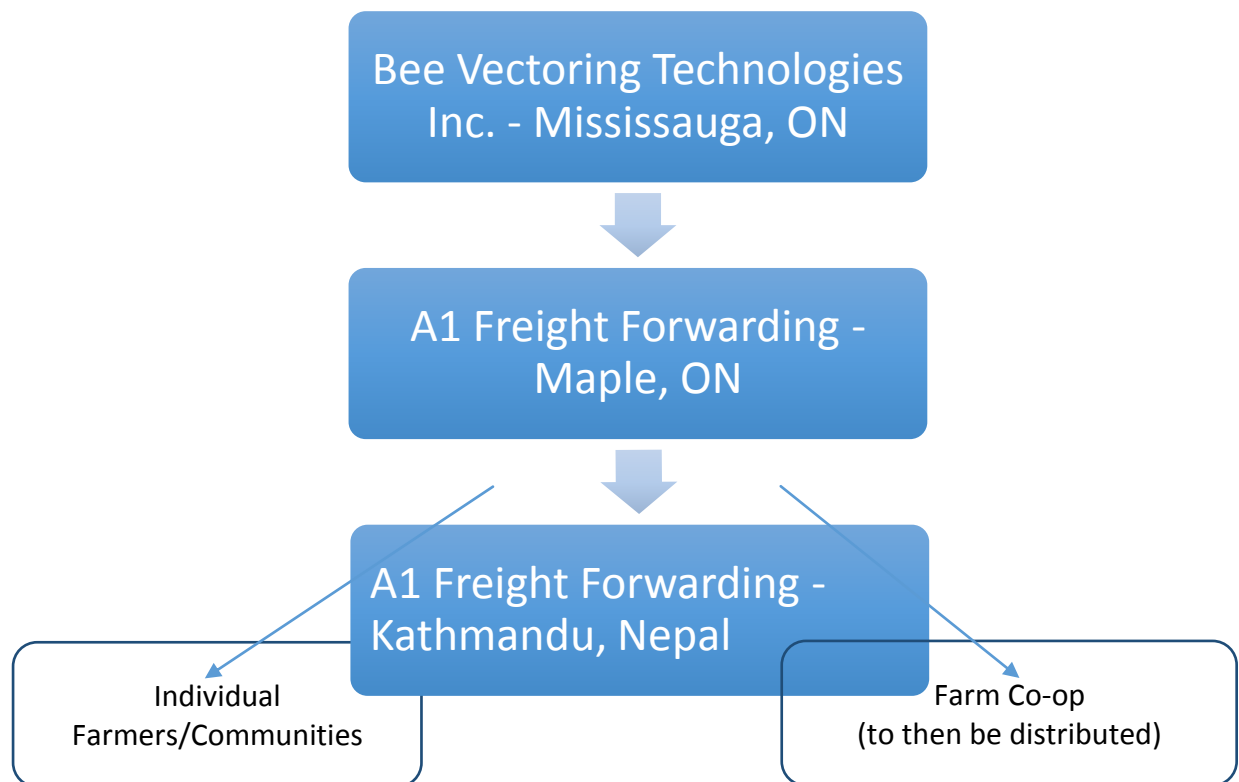 Bee Vectoring Technologies
Inc. - Mississauga, ON
A1 Freight Forwarding -
Maple, ON
A1 Freight Forwarding -
Kathmandu, Nepal
Individual
Farmers/Communities
Farm Co-op
(to then be distributed)